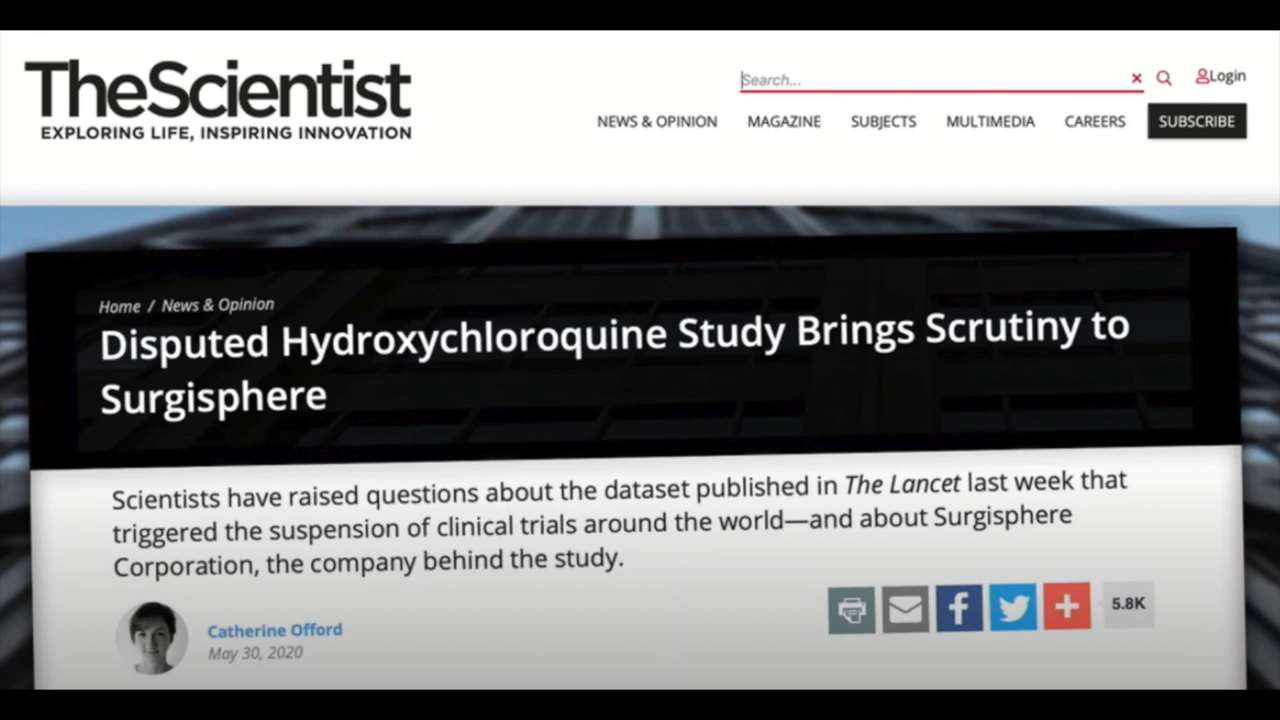 TheScientist
EXPLORING LIFE, INSPIRING INNOVATION
Search...
Login
NEWS & OPINION MAGAZINE SUBJECTS MULTIMEDIA CAREERS SUBSCRIBE
Home / News & Opinion
Disputed Hydroxychloroquine Study Brings Scrutiny to
Surgisphere
Scientists have raised questions about the dataset published in The Lancet last week that
triggered the suspension of clinical trials around the world—and about Surgisphere
Corporation, the company behind the study.
Catherine Offord
May 30, 2020
5.8K